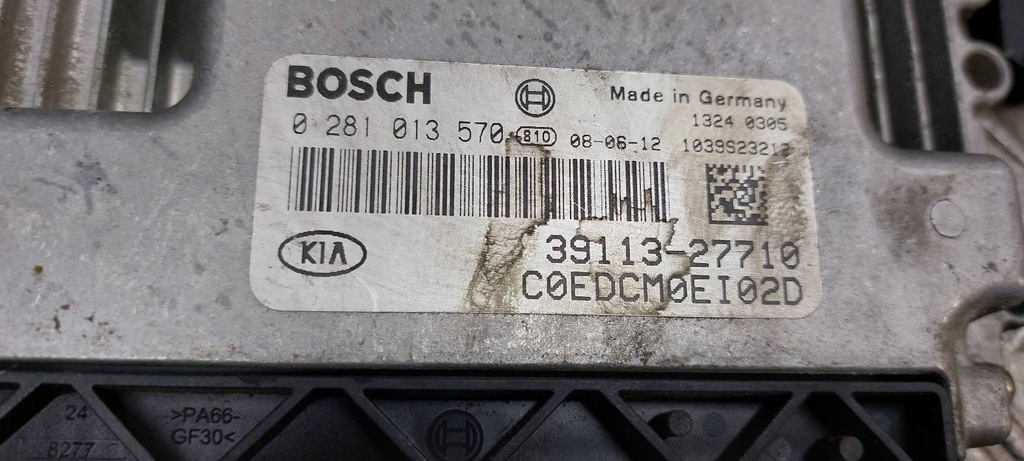 BOSCH
Made in Germany
1324 0305
0 281 013 570 810 08-06-12 1039S23213
KIA
39113-27710
C0EDCM0EI02D
24
8277
>PA66-
GF30<